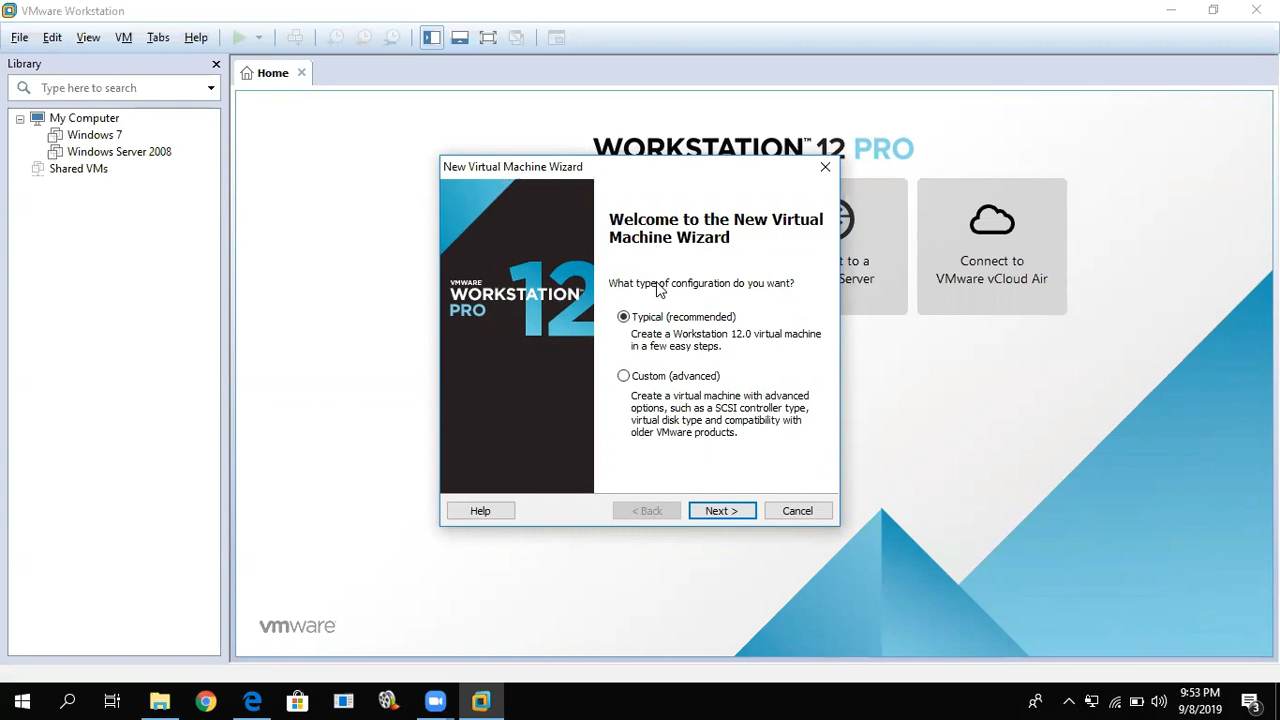 VMware Workstation
File Edit View VM Tabs Help
Library
Type here to search
My Computer
Windows 7
Windows Server 2008
Shared VMs
Home
WORKSTATION™ 12 PRO
Connect to
VMware vCloud Air
New Virtual Machine Wizard
VMWARE
WORKSTATION™
PRO
12
Welcome to the New Virtual
Machine Wizard
What type of configuration do you want?
Typical (recommended)
Create a Workstation 12.0 virtual machine
in a few easy steps.
Custom (advanced)
Create a virtual machine with advanced
options, such as a SCSI controller type,
virtual disk type and compatibility with
older VMware products.
Help
< Back
Next >
Cancel
t to a
Server
vmware
9:53 PM
9/8/2019
3